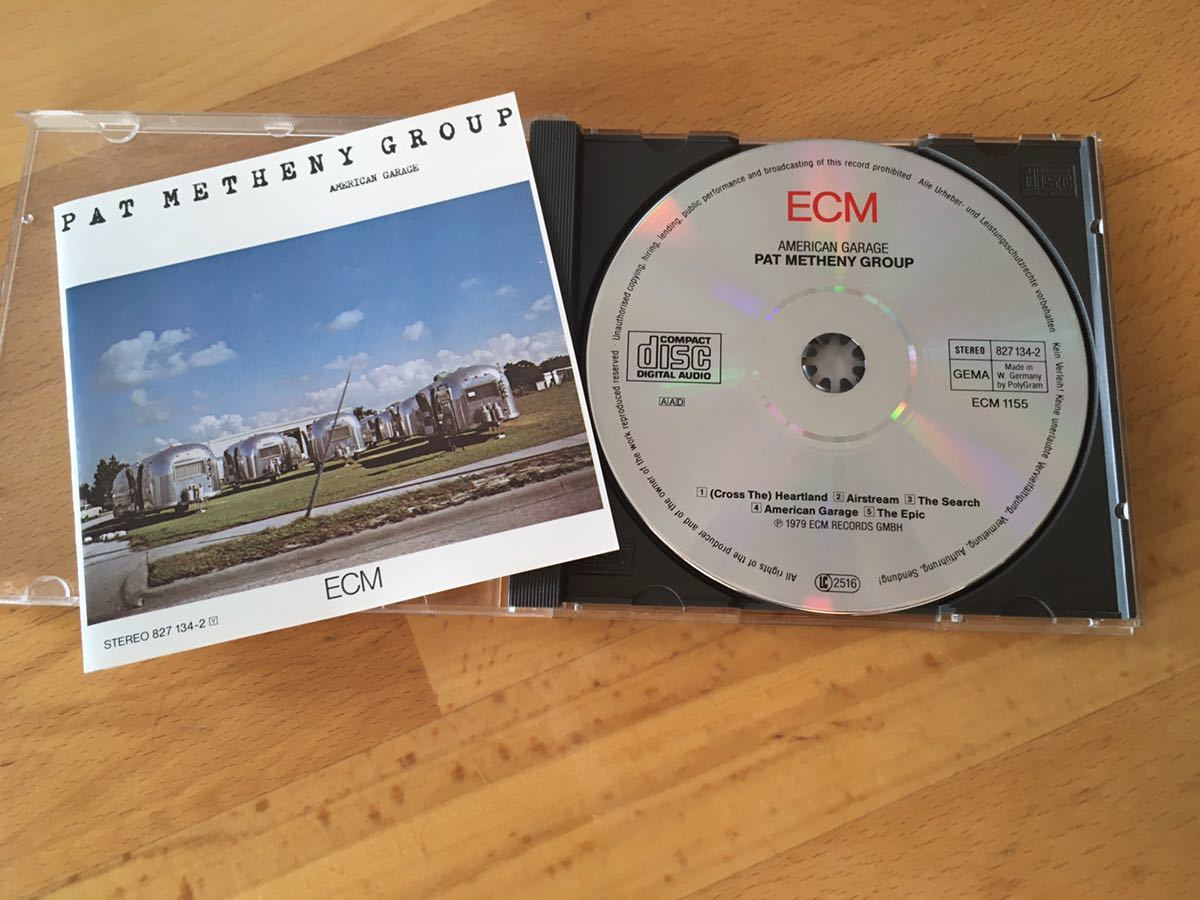 PAT METHENY GROUP
AMERICAN GARAGE
ECM
STEREO 827 134-2 Y
ECM
AMERICAN GARAGE
PAT METHENY GROUP
COMPACT
disc
DIGITAL AUDIO
AAD
STEREO 827 134-2
GEMA Made in W. Germany by PolyGram
ECM 1155
1 (Cross The) Heartland 2 Airstream 3 The Search
4 American Garage 5 The Epic
℗ 1979 ECM RECORDS GMBH
LC 2516
All rights of the producer and of the owner of the work reproduced reserved · Unauthorised copying, hiring, lending, public performance and broadcasting of this record prohibited · Alle Urheber- und Leistungsschutzrechte vorbehalten · Kein Verleih! Keine unerlaubte Vervielfältigung, Vermietung, Aufführung, Sendung!
disc